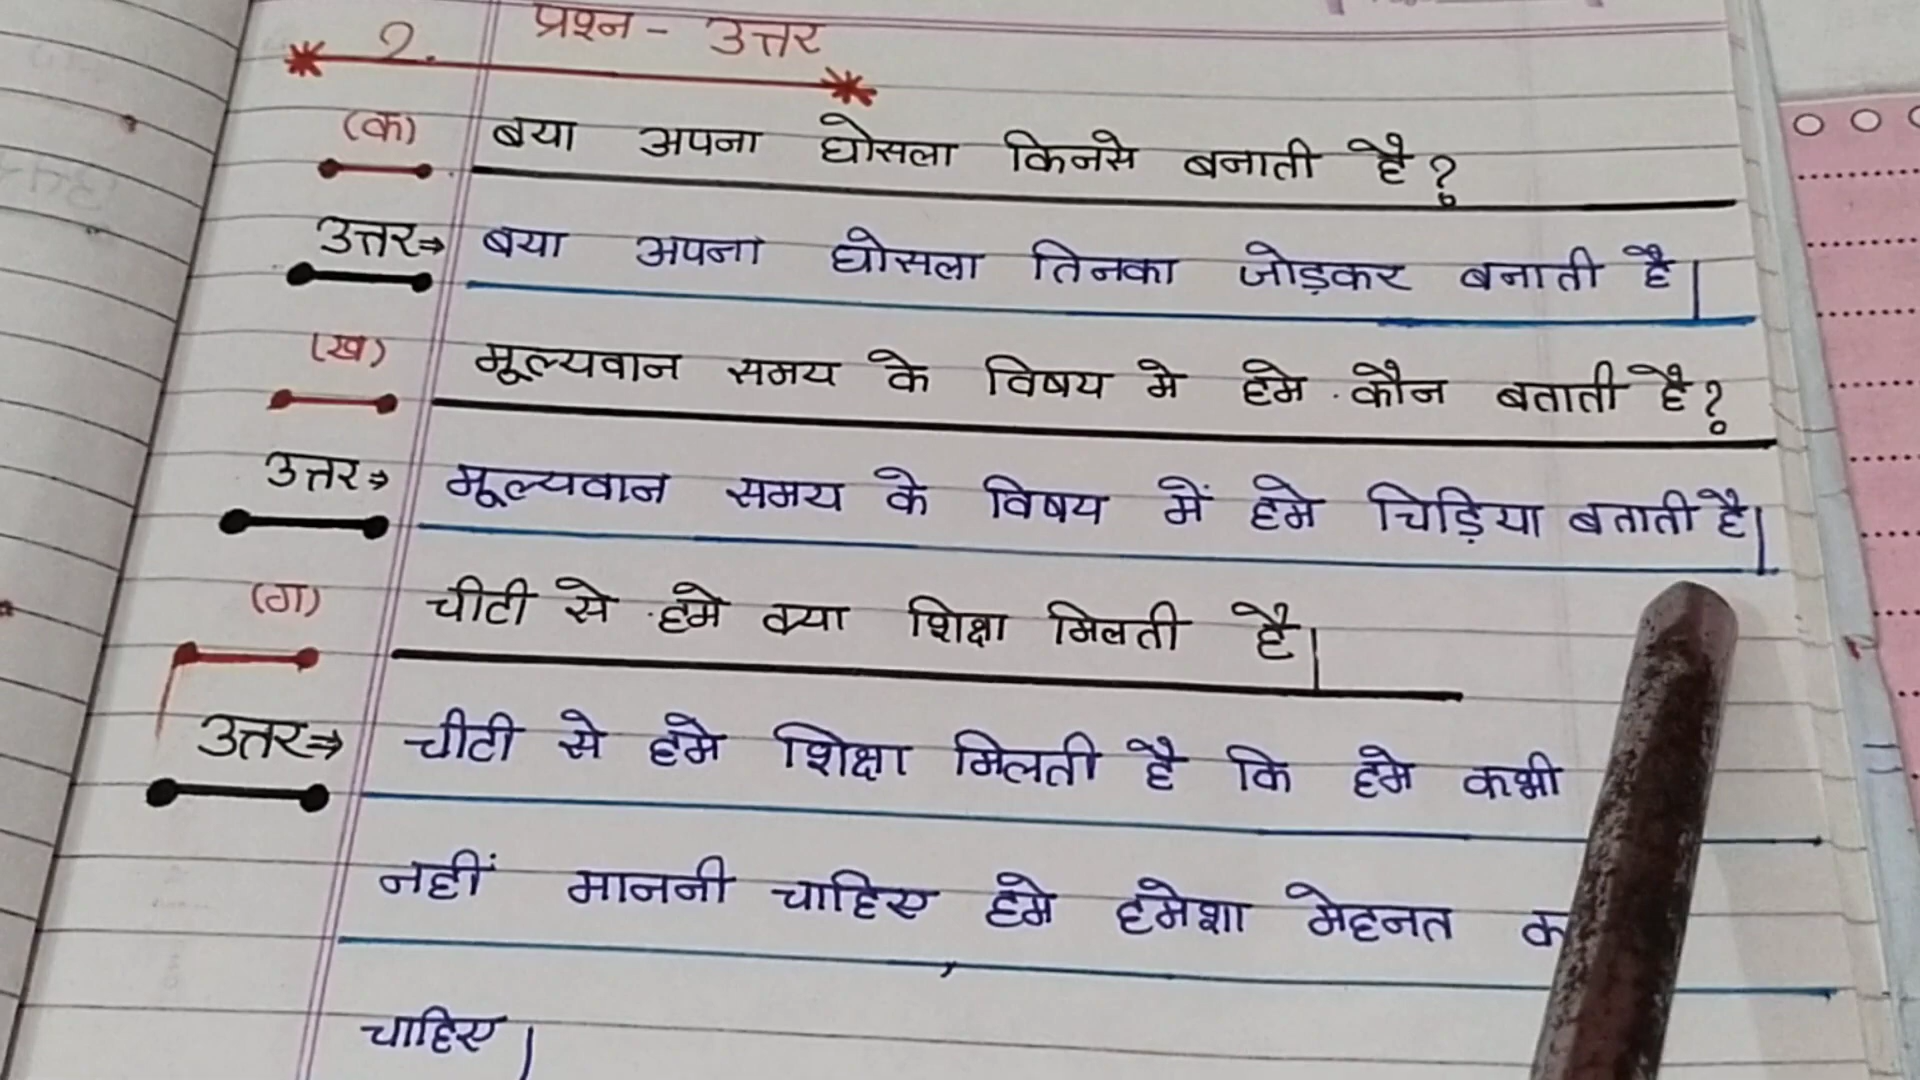 2. प्रश्न - उत्तर
(क) बया अपना घोसला किनसे बनाती है?
उत्तर⇒ बया अपना घोसला तिनका जोड़कर बनाती है।
(ख) मूल्यवान समय के विषय मे हमे कौन बताती है?
उत्तर⇒ मूल्यवान समय के विषय में हमे चिड़िया बताती है।
(ग) चीटी से हमे क्या शिक्षा मिलती है।
उत्तर⇒ चीटी से हमे शिक्षा मिलती है कि हमे कभी
नहीं माननी चाहिए हमे हमेशा मेहनत
चाहिए।